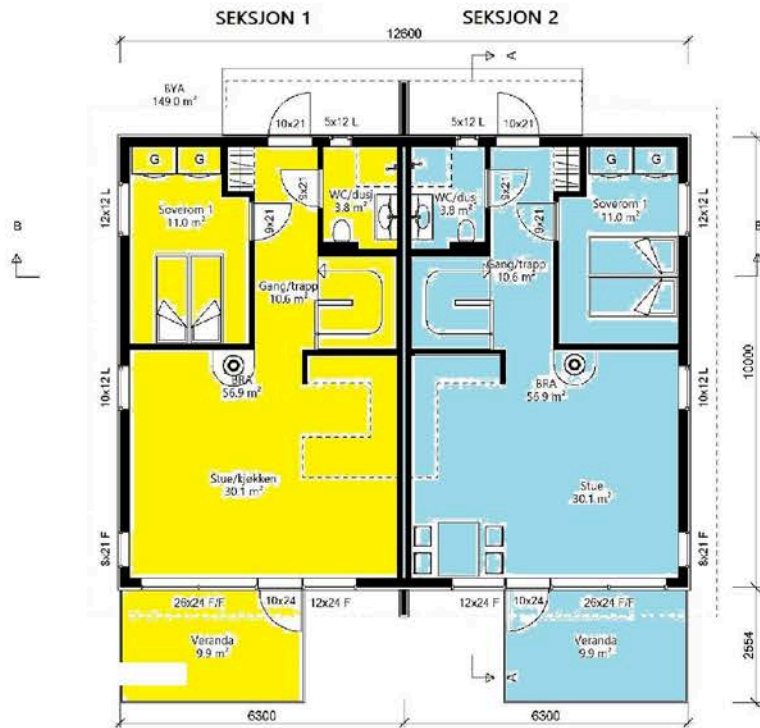 SEKSJON 1
SEKSJON 2
12600
A
BYA
149.0 m²
10x21
5x12 L
5x12 L
10x21
G
G
G
G
12x12 L
Soverom 1
11.0 m²
9x21
9x21
WC/dusj
3.8 m²
WC/dusj
3.8 m²
9x21
9x21
Soverom 1
11.0 m²
12x12 L
B
B
Gang/trapp
10.6 m²
Gang/trapp
10.6 m²
10x12 L
BRA
56.9 m²
BRA
56.9 m²
10x12 L
10000
Stue/kjøkken
30.1 m²
Stue
30.1 m²
8x21 F
8x21 F
26x24 F/F
10x24
12x24 F
12x24 F
10x24
26x24 F/F
Veranda
9.9 m²
Veranda
9.9 m²
2554
A
6300
6300